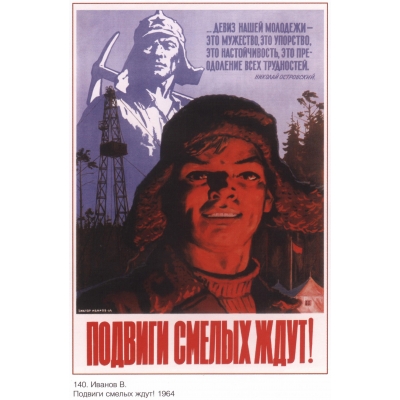 ...ДЕВИЗ НАШЕЙ МОЛОДЕЖИ–
ЭТО МУЖЕСТВО, ЭТО УПОРСТВО,
ЭТО НАСТОЙЧИВОСТЬ, ЭТО ПРЕ-
ОДОЛЕНИЕ ВСЕХ ТРУДНОСТЕЙ.
НИКОЛАЙ ОСТРОВСКИЙ.
ПОДВИГИ СМЕЛЫХ ЖДУТ!
140. Иванов В.
Подвиги смелых ждут! 1964